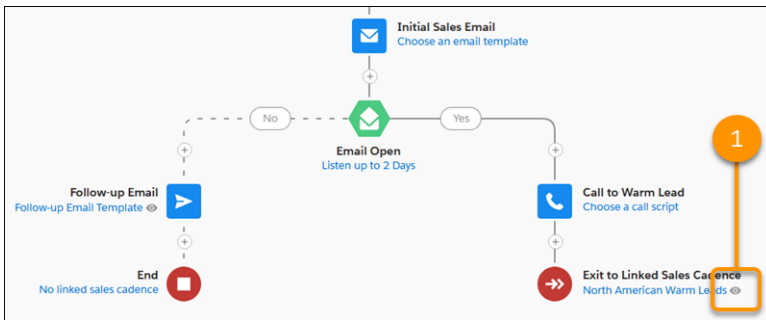 Initial Sales Email
Choose an email template
No
Yes
1
Email Open
Listen up to 2 Days
Follow-up Email
Follow-up Email Template
Call to Warm Lead
Choose a call script
End
No linked sales cadence
Exit to Linked Sales Cadence
North American Warm Leads